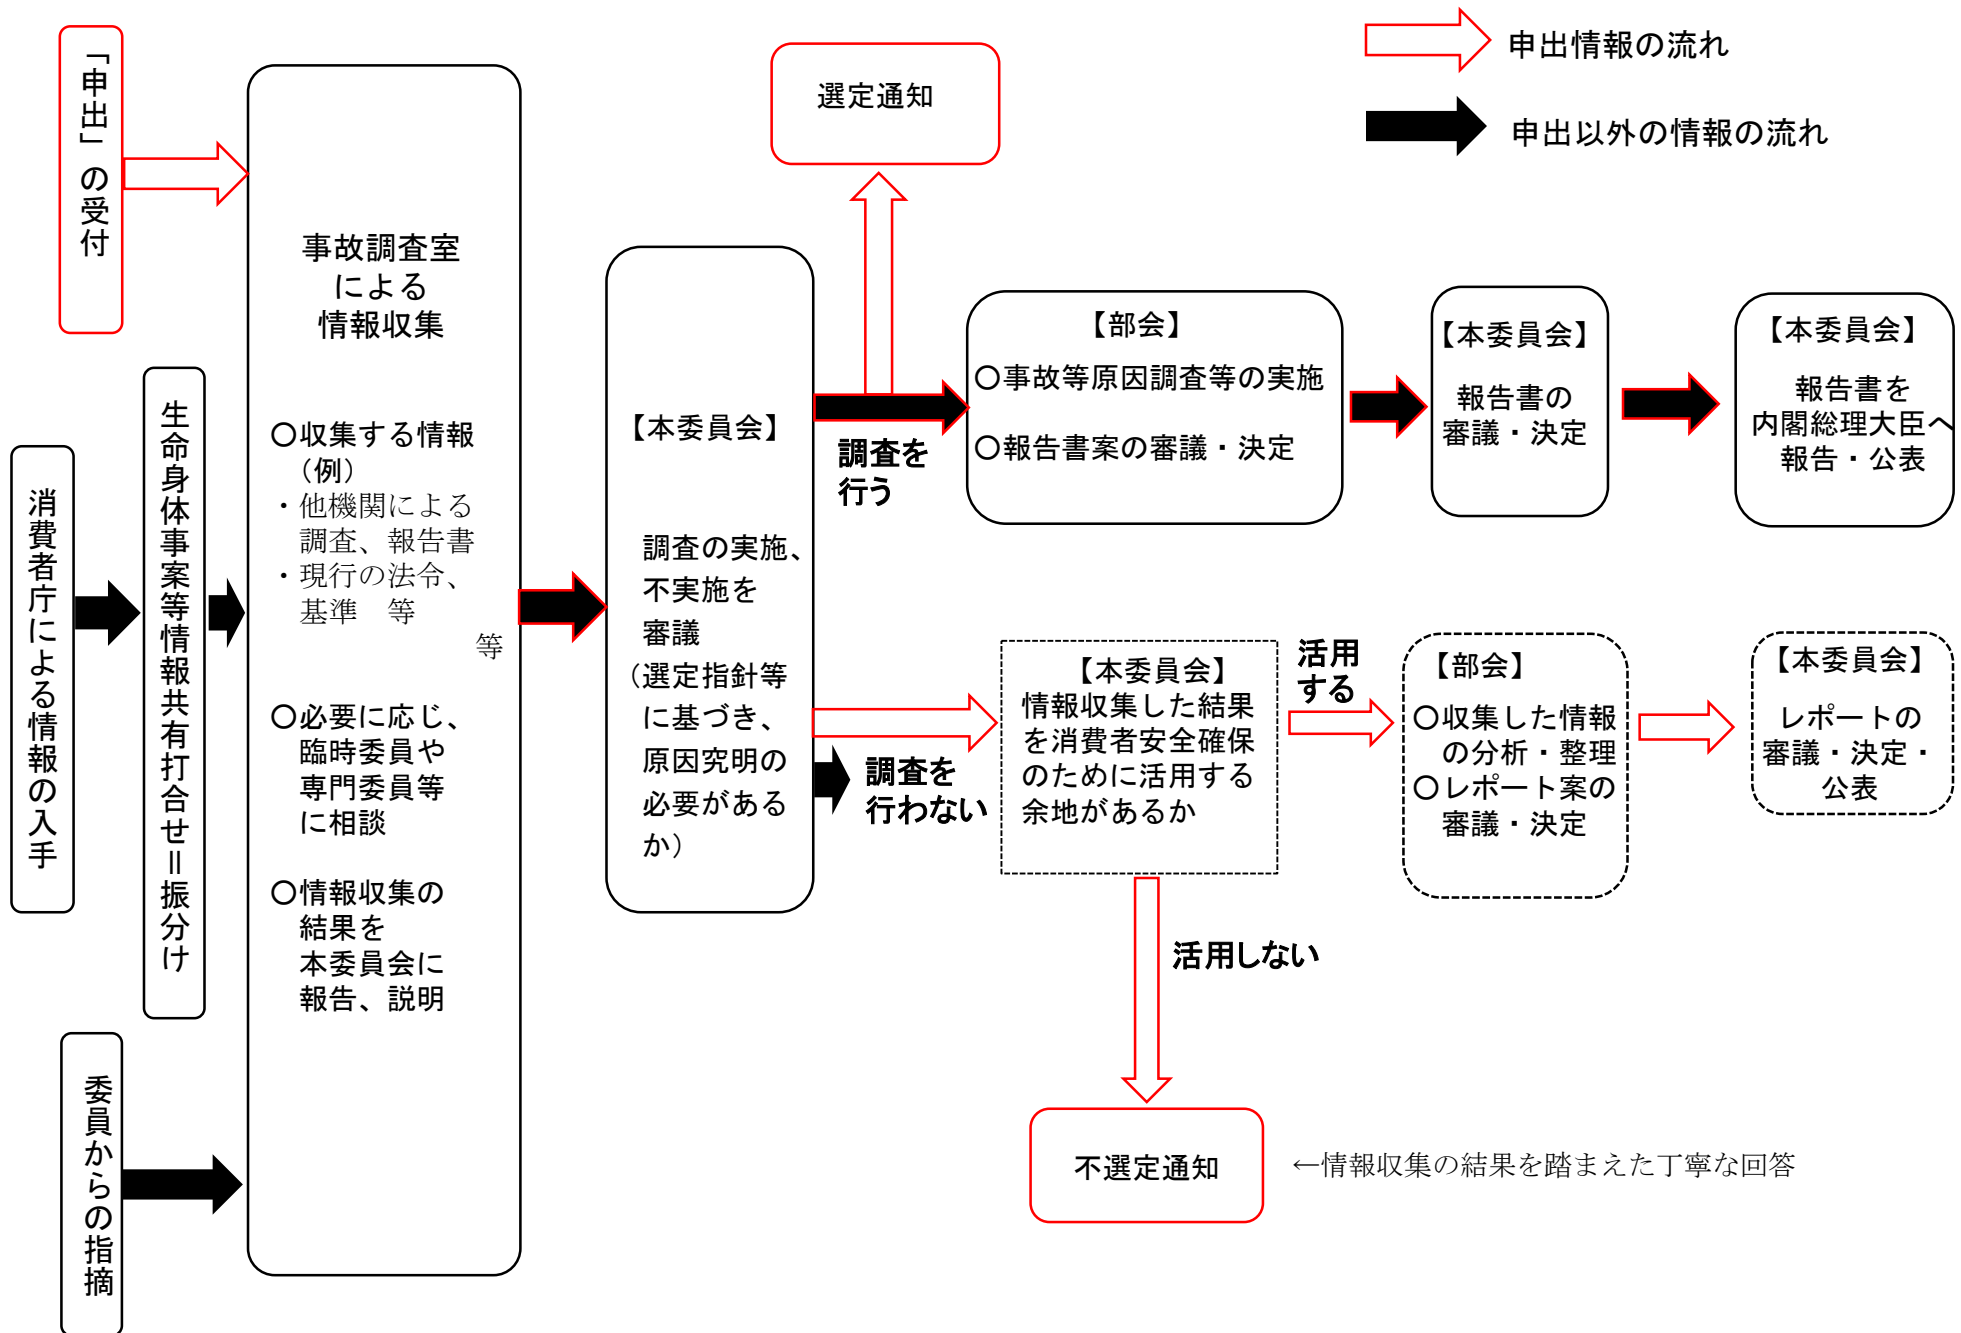 「申出」の受付
消費者庁による情報の入手
生命身体事案等情報共有打合せ＝振分け
委員からの指摘
事故調査室
による
情報収集
○収集する情報
（例）
・他機関による
調査、報告書
・現行の法令、
基準　等
等
○必要に応じ、
臨時委員や
専門委員等
に相談
○情報収集の
結果を
本委員会に
報告、説明
【本委員会】
調査の実施、
不実施を
審議
（選定指針等
に基づき、
原因究明の
必要がある
か）
選定通知
申出情報の流れ
申出以外の情報の流れ
調査を
行う
【部会】
○事故等原因調査等の実施
○報告書案の審議・決定
【本委員会】
報告書の
審議・決定
【本委員会】
報告書を
内閣総理大臣へ
報告・公表
調査を
行わない
【本委員会】
情報収集した結果
を消費者安全確保
のために活用する
余地があるか
活用
する
【部会】
○収集した情報
の分析・整理
○レポート案の
審議・決定
【本委員会】
レポートの
審議・決定・
公表
活用しない
不選定通知
←情報収集の結果を踏まえた丁寧な回答